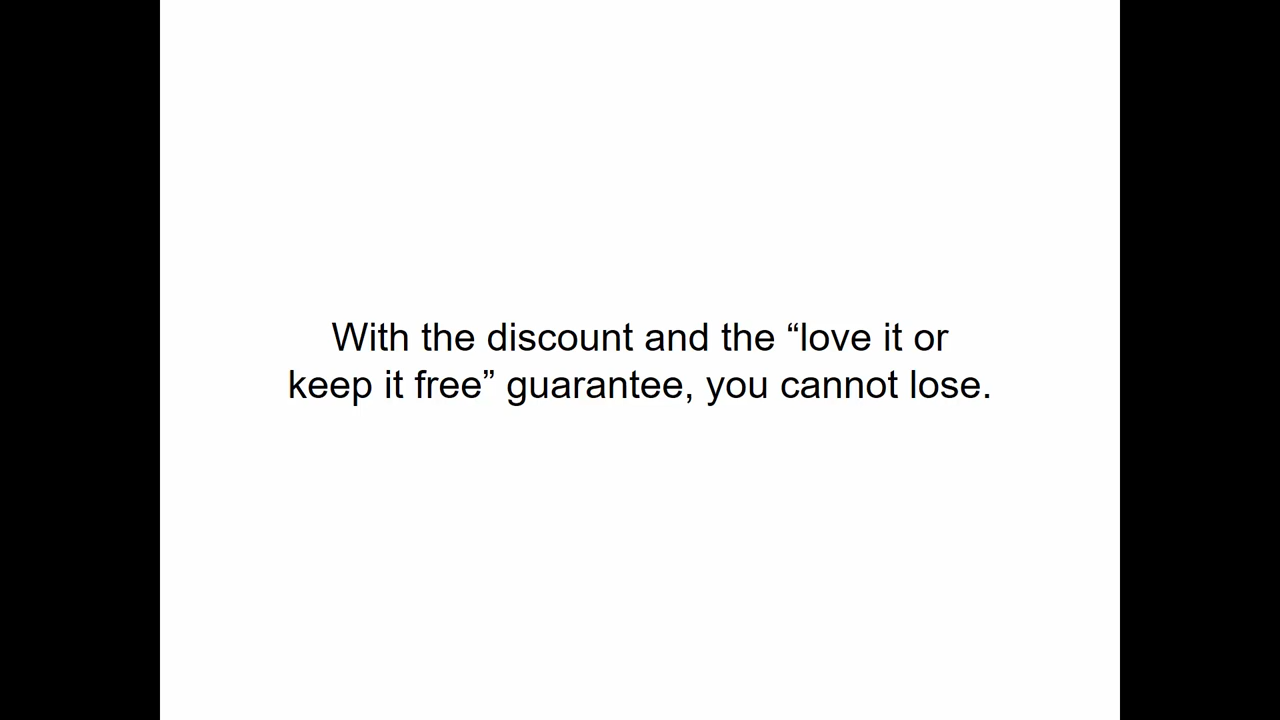 With the discount and the “love it or
keep it free” guarantee, you cannot lose.